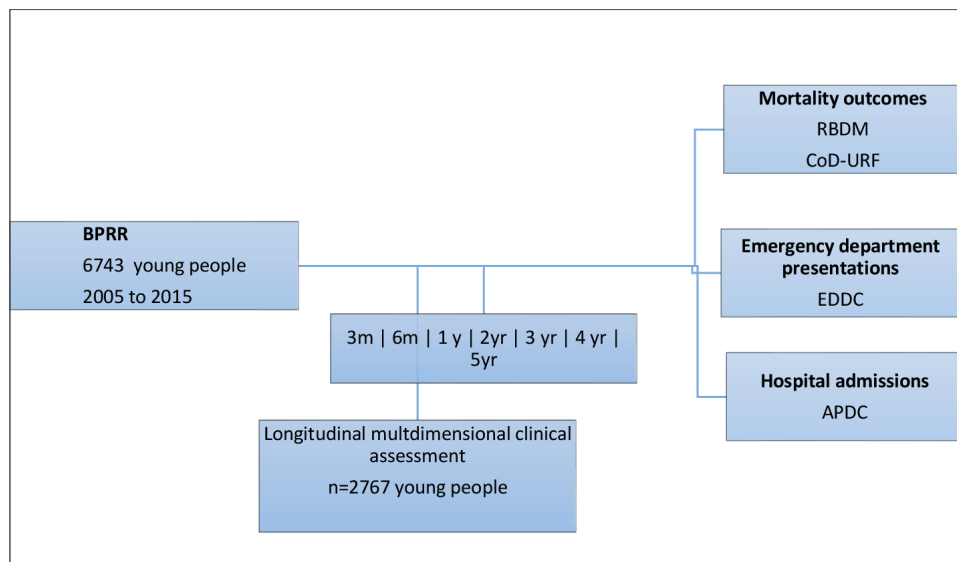 BPRR
6743 young people
2005 to 2015
3m | 6m | 1 y | 2yr | 3 yr | 4 yr |
5yr
Longitudinal multdimensional clinical
assessment
n=2767 young people
Mortality outcomes
RBDM
CoD-URF
Emergency department
presentations
EDDC
Hospital admissions
APDC